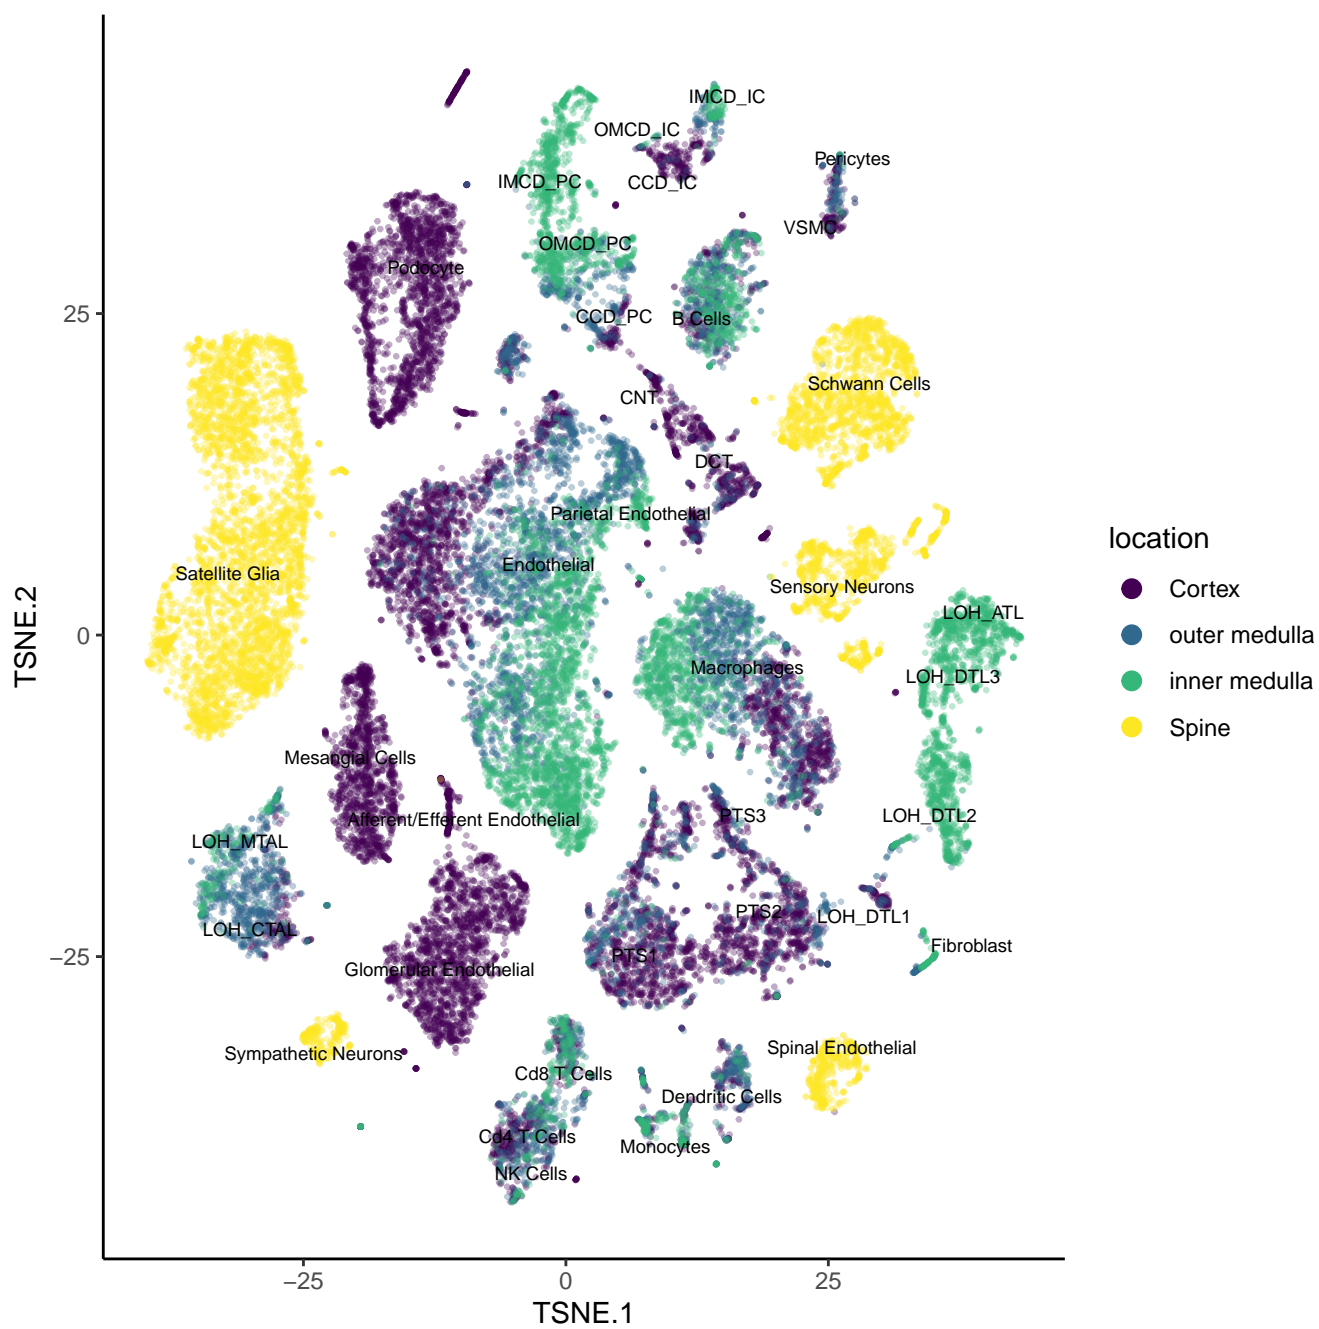 IMCD_IC
OMCD_IC
Pericytes
IMCD_PC
CCD_IC
VSMC
OMCD_PC
Podocyte
25
CCD_PC
B Cells
Schwann Cells
CNT
DCT
Parietal Endothelial
location
Endothelial
Satellite Glia
Sensory Neurons
Cortex
LOH_ATL
outer medulla
0
TSNE.2
Macrophages
LOH_DTL3
inner medulla
Spine
Mesangial Cells
Afferent/Efferent Endothelial
PTS3
LOH_DTL2
LOH_MTAL
PTS2
LOH_DTL1
LOH_CTAL
Fibroblast
PTS1
−25
Glomerular Endothelial
Sympathetic Neurons
Spinal Endothelial
Cd8 T Cells
Dendritic Cells
Cd4 T Cells
Monocytes
NK Cells
−25
0
25
TSNE.1